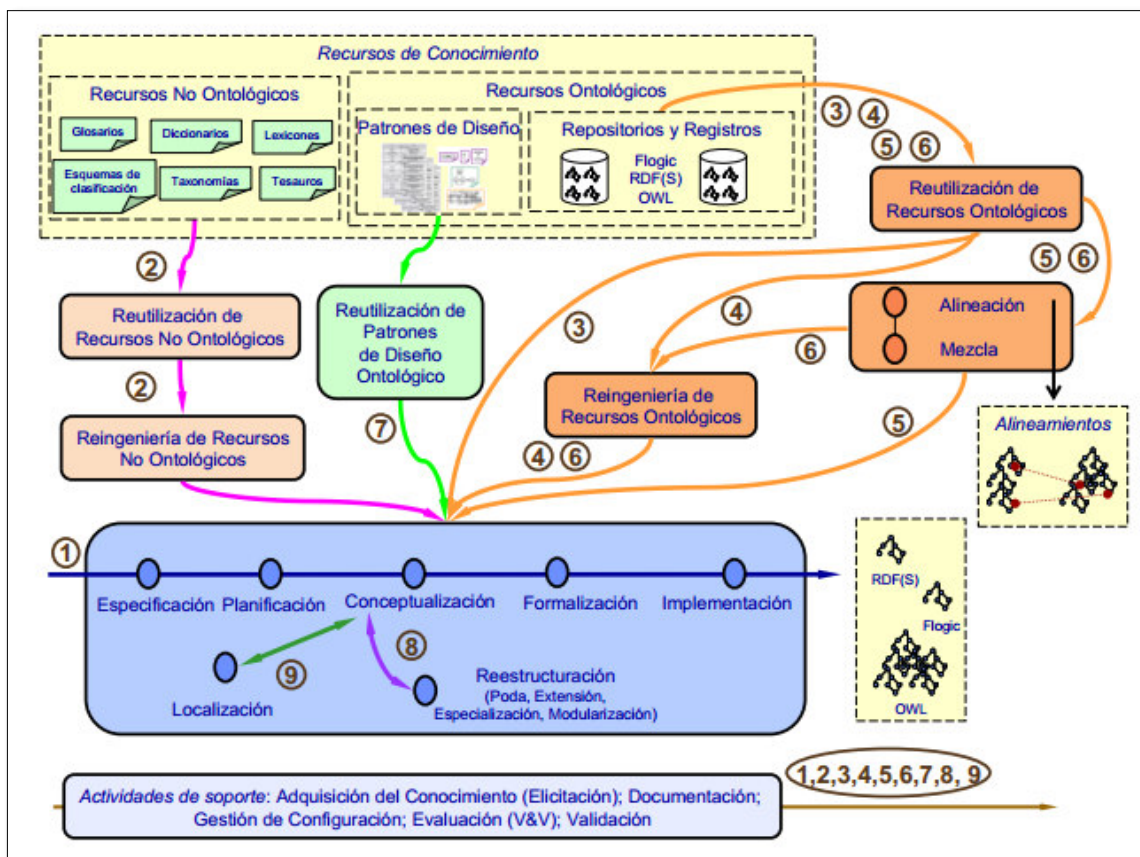 Recursos de Conocimiento
Recursos No Ontológicos
Glosarios
Diccionarios
Lexicones
Esquemas de
clasificación
Taxonomías
Tesauros
Recursos Ontológicos
Patrones de Diseño
Repositorios y Registros
Flogic
RDF(S)
OWL
3 4
5 6
Reutilización de
Recursos Ontológicos
5 6
2
Reutilización de
Recursos No Ontológicos
2
Reingeniería de Recursos
No Ontológicos
Reutilización de
Patrones
de Diseño
Ontológico
7
3
4
6
Alineación
Mezcla
Reingeniería de
Recursos Ontológicos
4 6
5
Alineamientos
1
Especificación
Planificación
Conceptualización
Formalización
Implementación
9
8
Localización
Reestructuración
(Poda, Extensión,
Especialización, Modularización)
RDF(S)
Flogic
OWL
1,2,3,4,5,6,7,8, 9
Actividades de soporte: Adquisición del Conocimiento (Elicitación); Documentación;
Gestión de Configuración; Evaluación (V&V); Validación